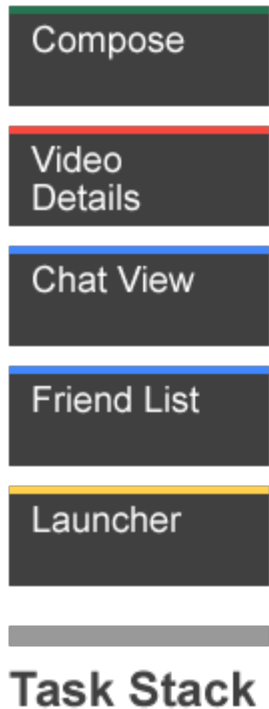 Compose
Video
Details
Chat View
Friend List
Launcher
Task Stack